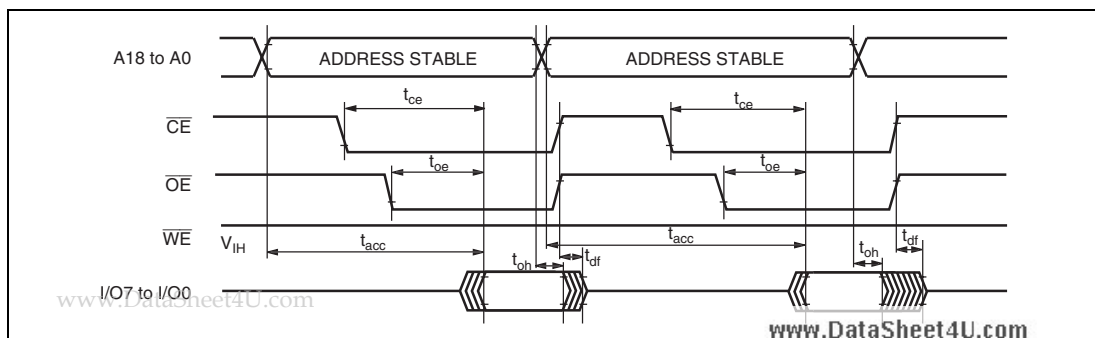 A18 to A0
ADDRESS STABLE
ADDRESS STABLE
tce
tce
CE
toe
toe
OE
WE
VIH
tacc
tacc
toh
tdf
toh
tdf
I/O7 to I/O0
www.DataSheet4U.com
www.DataSheet4U.com